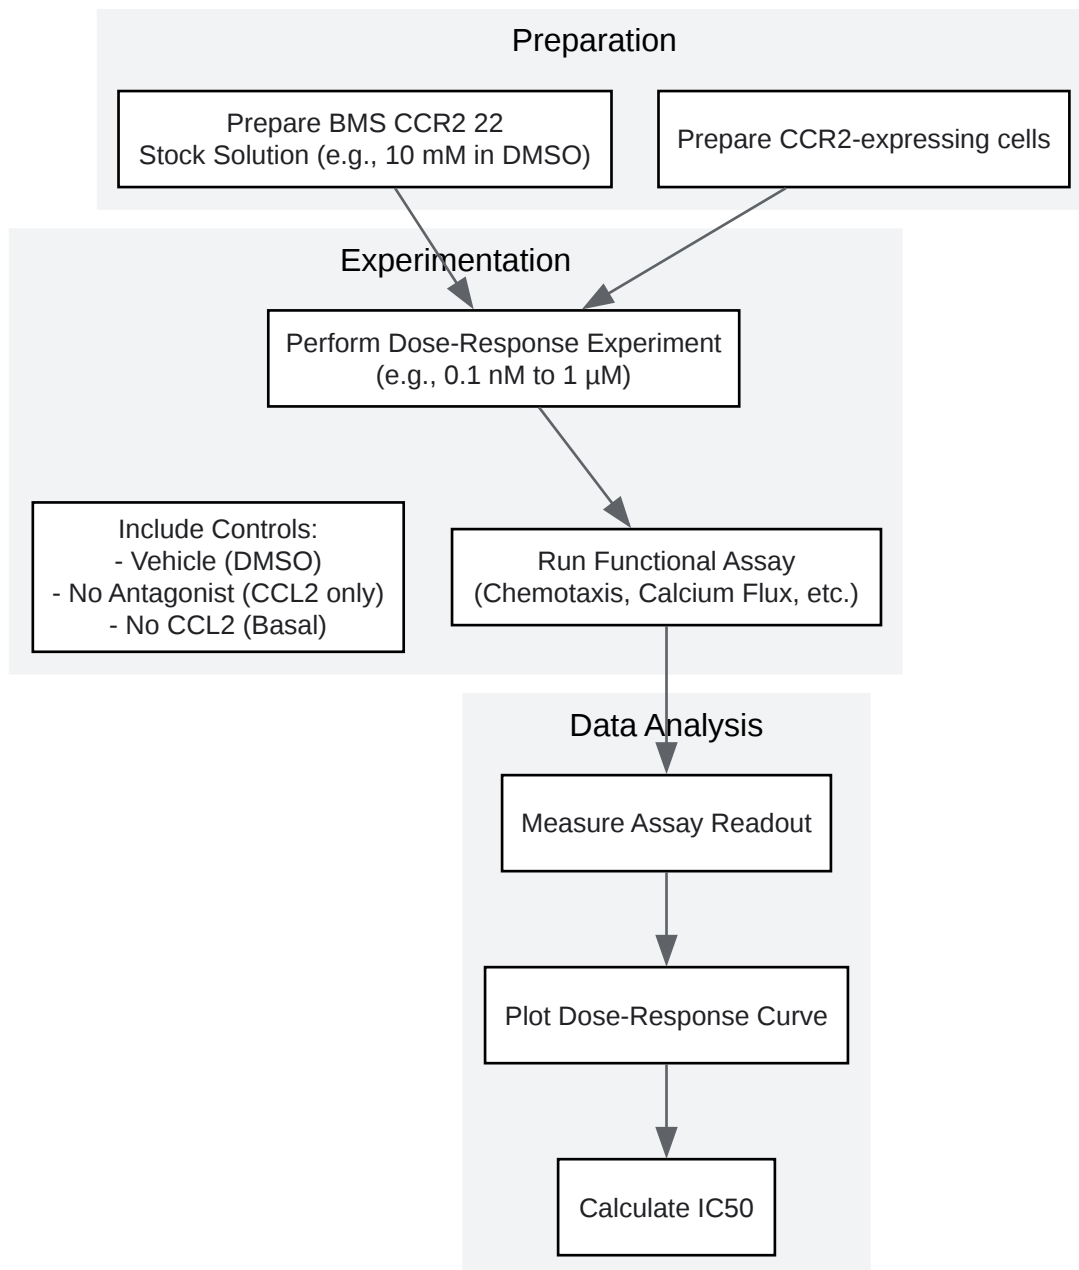 Preparation
Prepare BMS CCR2 22
Stock Solution (e.g., 10 mM in DMSO)
Prepare CCR2-expressing cells
Experimentation
Perform Dose-Response Experiment
(e.g., 0.1 nM to 1 µM)
Include Controls:
- Vehicle (DMSO)
- No Antagonist (CCL2 only)
- No CCL2 (Basal)
Run Functional Assay
(Chemotaxis, Calcium Flux, etc.)
Data Analysis
Measure Assay Readout
Plot Dose-Response Curve
Calculate IC50